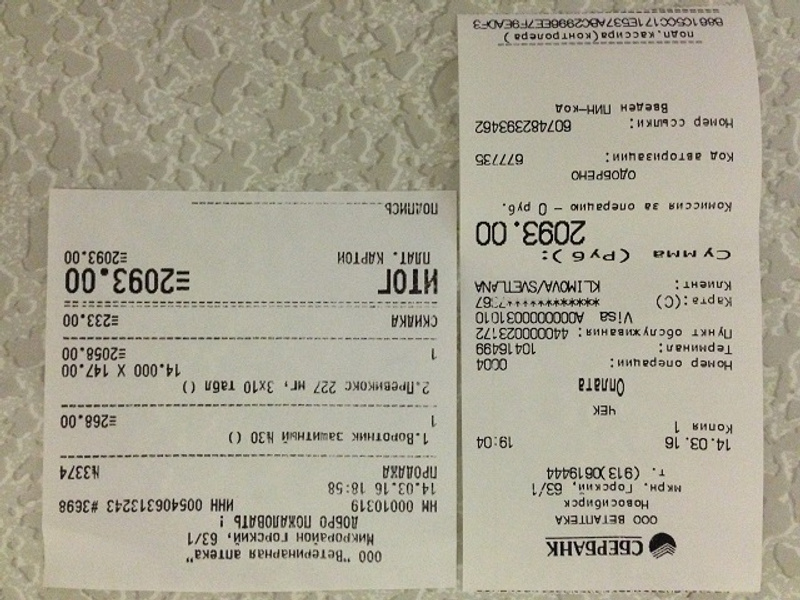 ООО "Ветеринарная аптека"
Микрорайон Горский, 63/1
ДОБРО ПОЖАЛОВАТЬ !
НМ 00010319 ИНН 005406313243 #3698
14.03.16 18:58
ПРОДАЖА №3374
1.Воротник защитный №30 ()
1 ≡268.00
2.Превикокс 227 мг, 3х10 табл ()
14.000 X 147.00
1 ≡2058.00
СКИДКА ≡233.00
ИТОГ ≡2093.00
ПЛАТ. КАРТОЙ ≡2093.00
ПОДПИСЬ
СБЕРБАНК
ООО ВЕТАПТЕКА
Новосибирск
мкрн. Горский, 63/1
т. (913)0619444
14.03.16 19:04
Копия 1
ЧЕК
Оплата
Номер операции: 0004
Терминал: 10416499
Пункт обслуживания: 440000023172
Visa A0000000031010
Карта:(C)
Клиент: KLIMOVA/SVETLANA
Сумма (Руб): 2093.00
Комиссия за операцию – 0 руб.
ОДОБРЕНО
Код авторизации: 677735
Номер ссылки: 607482393462
Введен ПИН-код
подп.кассира(контролера)
6661C5CC171E537ABC2996EE7F9EADF3